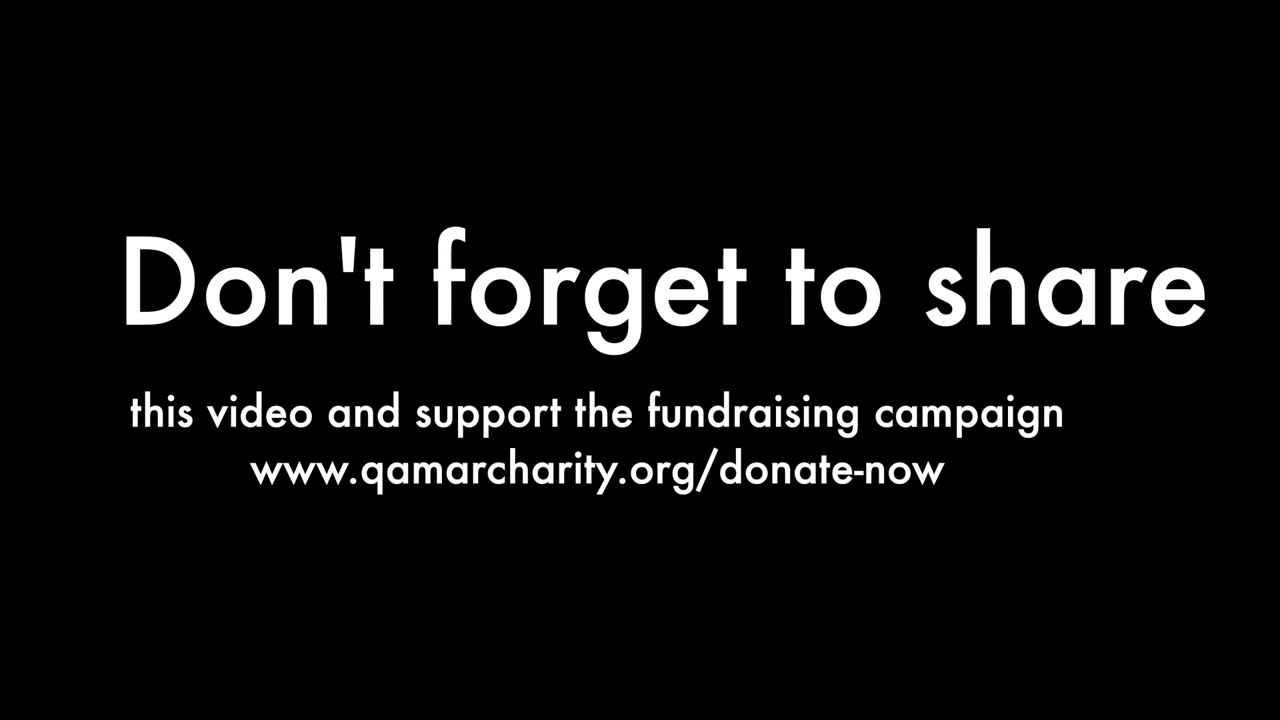 Don't forget to share
this video and support the fundraising campaign
www.qamarcharity.org/donate-now